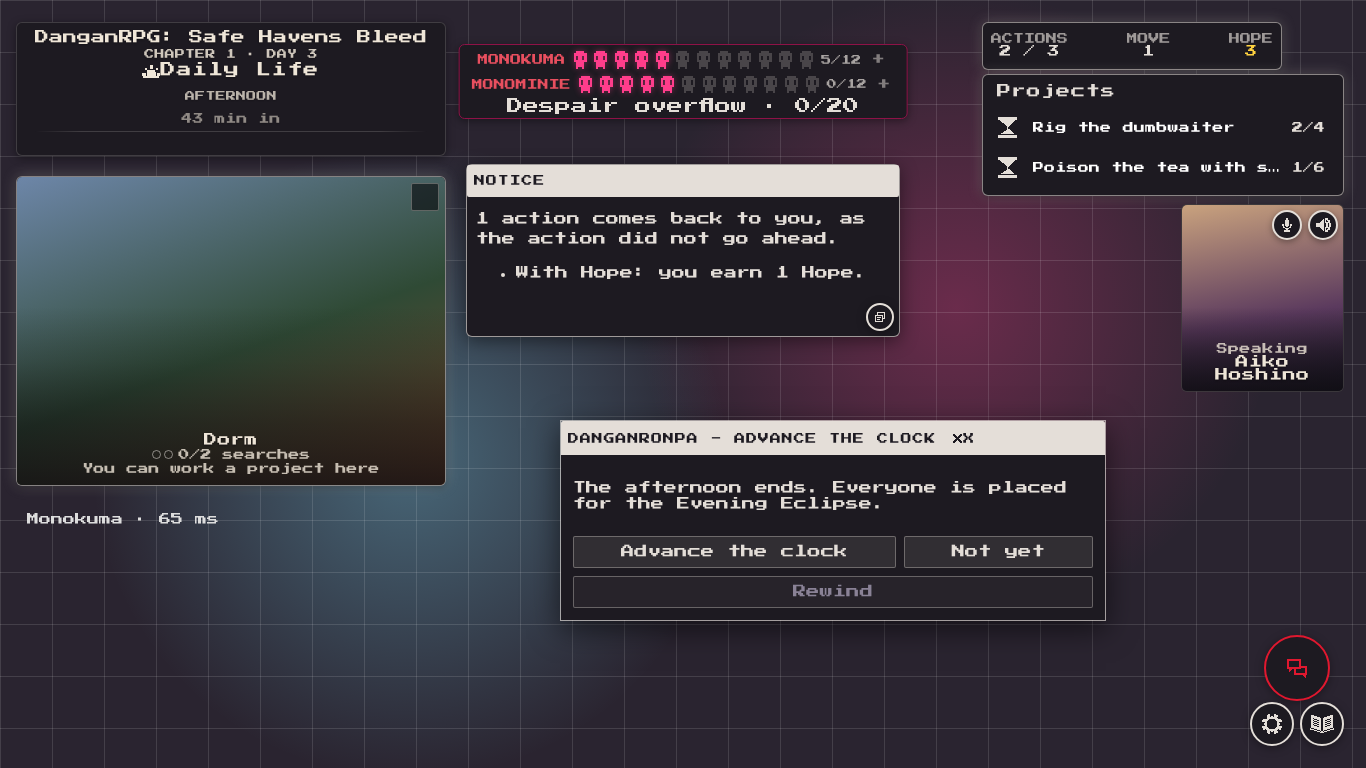 DanganRPG: Safe Havens Bleed
CHAPTER 1 · DAY 3
Daily Life
AFTERNOON
43 min in
MONOKUMA 5/12 +
MONOMINIE 0/12 +
Despair overflow · 0/20
ACTIONS MOVE HOPE
2 / 3 1 3
Projects
Rig the dumbwaiter 2/4
Poison the tea with s… 1/6
NOTICE
1 action comes back to you, as
the action did not go ahead.
• With Hope: you earn 1 Hope.
Speaking
Aiko
Hoshino
Dorm
○○0/2 searches
You can work a project here
Monokuma · 65 ms
DANGANRONPA - ADVANCE THE CLOCK xX
The afternoon ends. Everyone is placed
for the Evening Eclipse.
Advance the clock
Not yet
Rewind